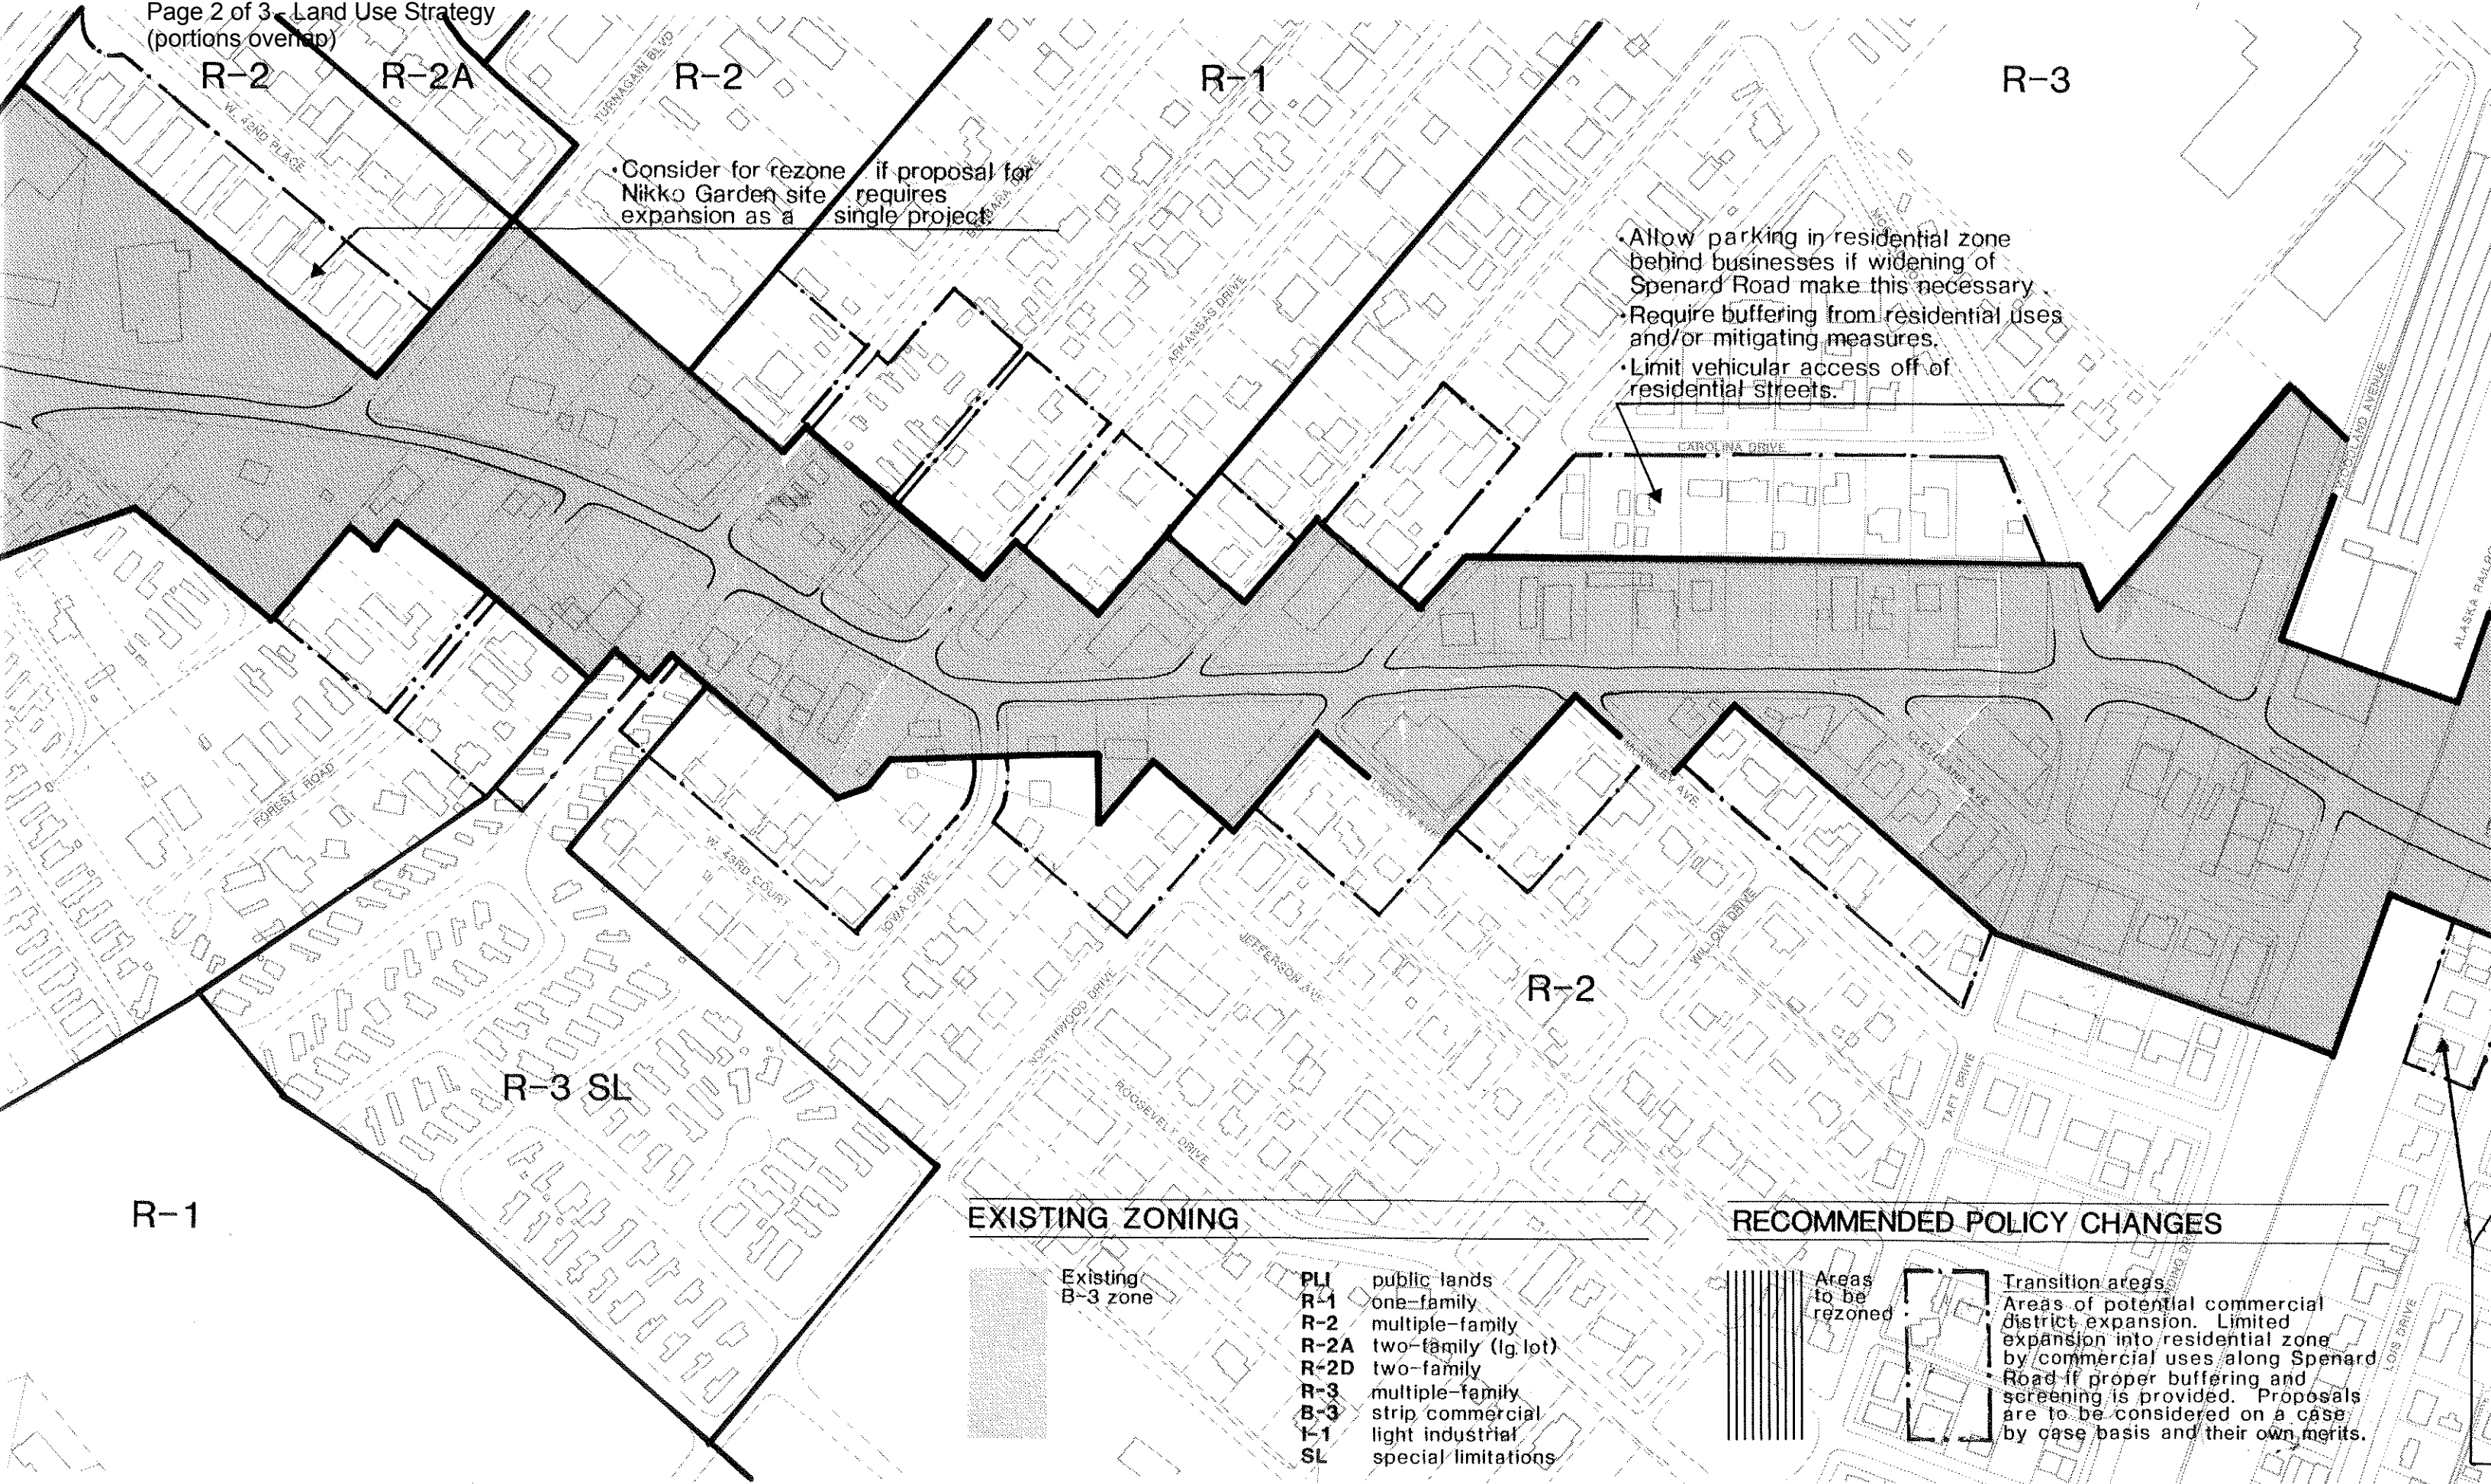 Page 2 of 3 - Land Use Strategy
(portions overlap)
R-2
R-2A
R-2
R-1
R-3
W. 42ND PLACE
TURNAGAIN BLVD
•Consider for rezone if proposal for
Nikko Garden site requires
expansion as a single project.
BARBARA DRIVE
ARKANSAS DRIVE
•Allow parking in residential zone
behind businesses if widening of
Spenard Road make this necessary.
•Require buffering from residential uses
and/or mitigating measures.
•Limit vehicular access off of
residential streets.
CAROLINA DRIVE
WOODLAND AVENUE
McKINLEY AVE.
CLEVELAND AVE
FOREST ROAD
W. 43RD COURT
IOWA DRIVE
NORTHWOOD DRIVE
JEFFERSON AVE
WILLOW DRIVE
R-2
ROOSEVELT DRIVE
TAFT DRIVE
R-3 SL
R-1
LOIS DRIVE
EXISTING ZONING
Existing
B-3 zone
PLI public lands
R-1 one-family
R-2 multiple-family
R-2A two-family (lg. lot)
R-2D two-family
R-3 multiple-family
B-3 strip commercial
I-1 light industrial
SL special limitations
RECOMMENDED POLICY CHANGES
Areas
to be
rezoned
Transition areas
Areas of potential commercial
district expansion. Limited
expansion into residential zone
by commercial uses along Spenard
Road if proper buffering and
screening is provided. Proposals
are to be considered on a case
by case basis and their own merits.